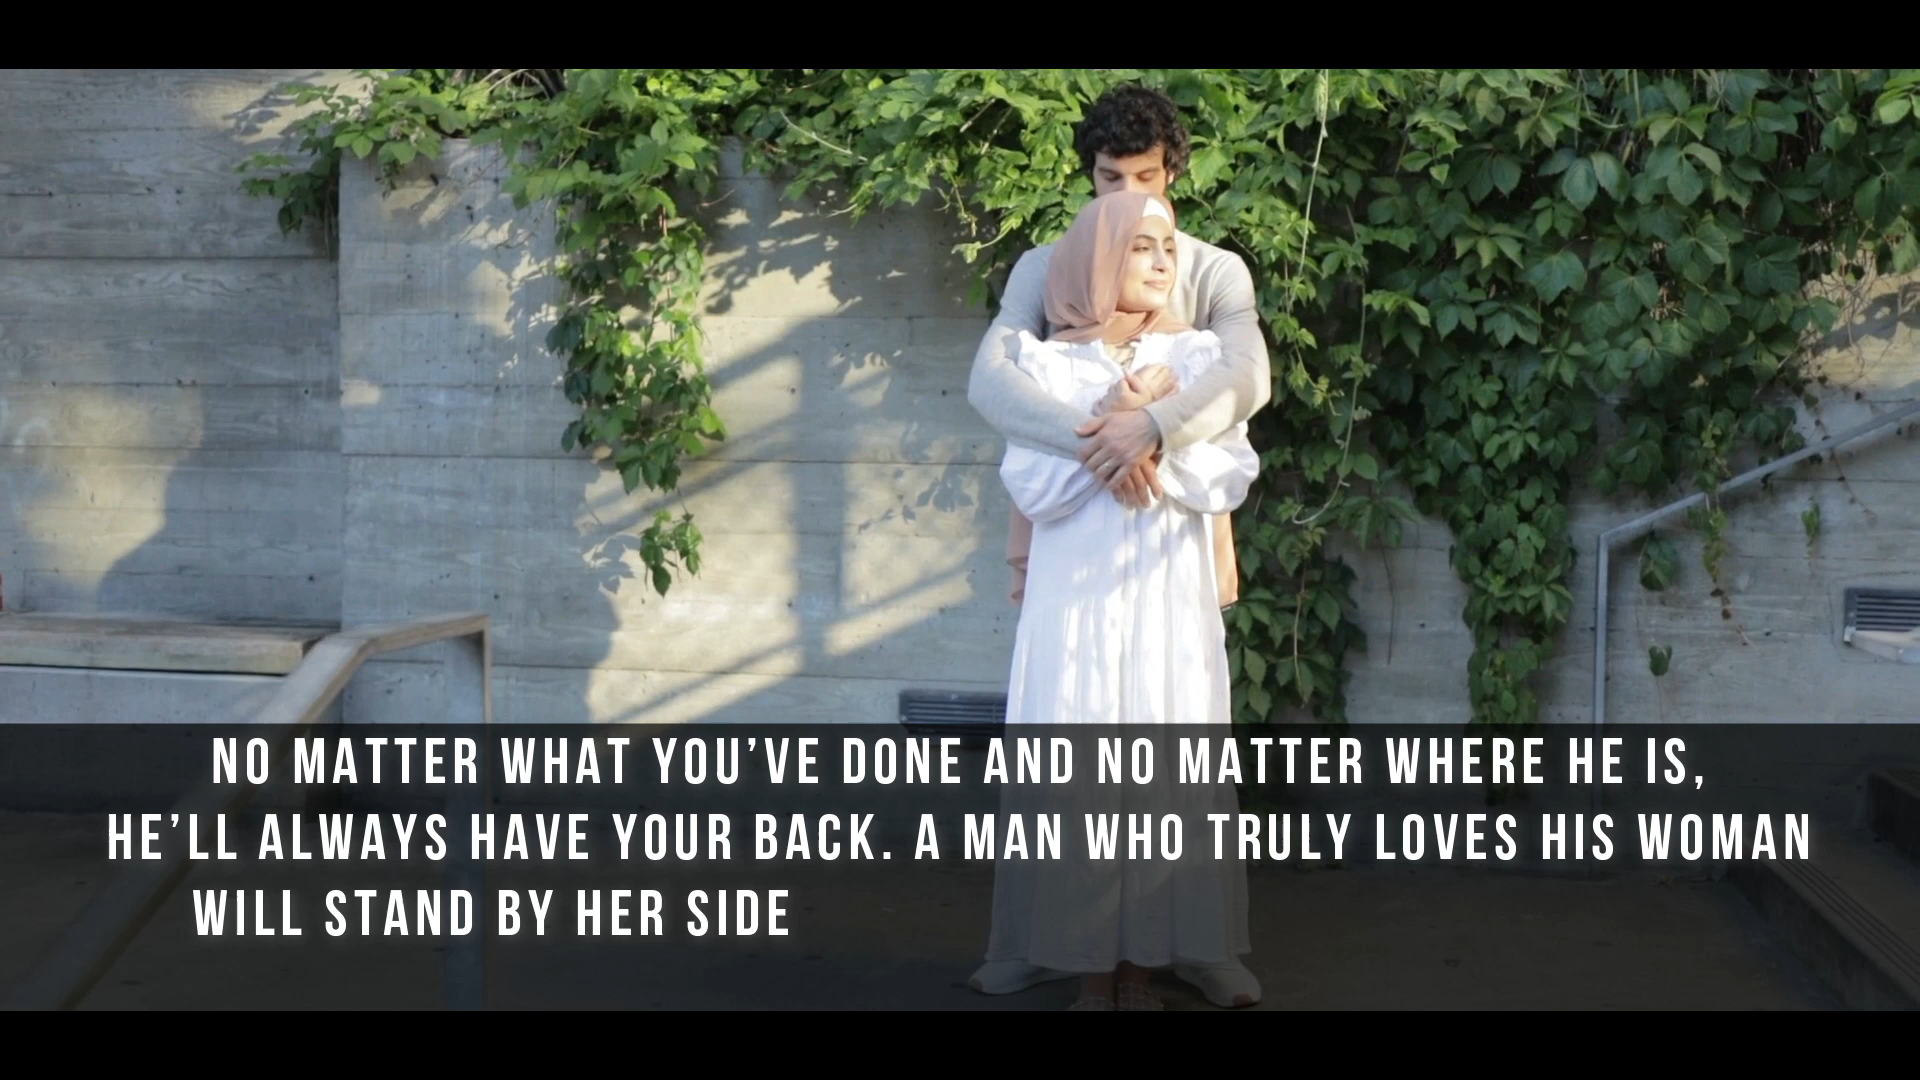 NO MATTER WHAT YOU’VE DONE AND NO MATTER WHERE HE IS,
HE’LL ALWAYS HAVE YOUR BACK. A MAN WHO TRULY LOVES HIS WOMAN
WILL STAND BY HER SIDE